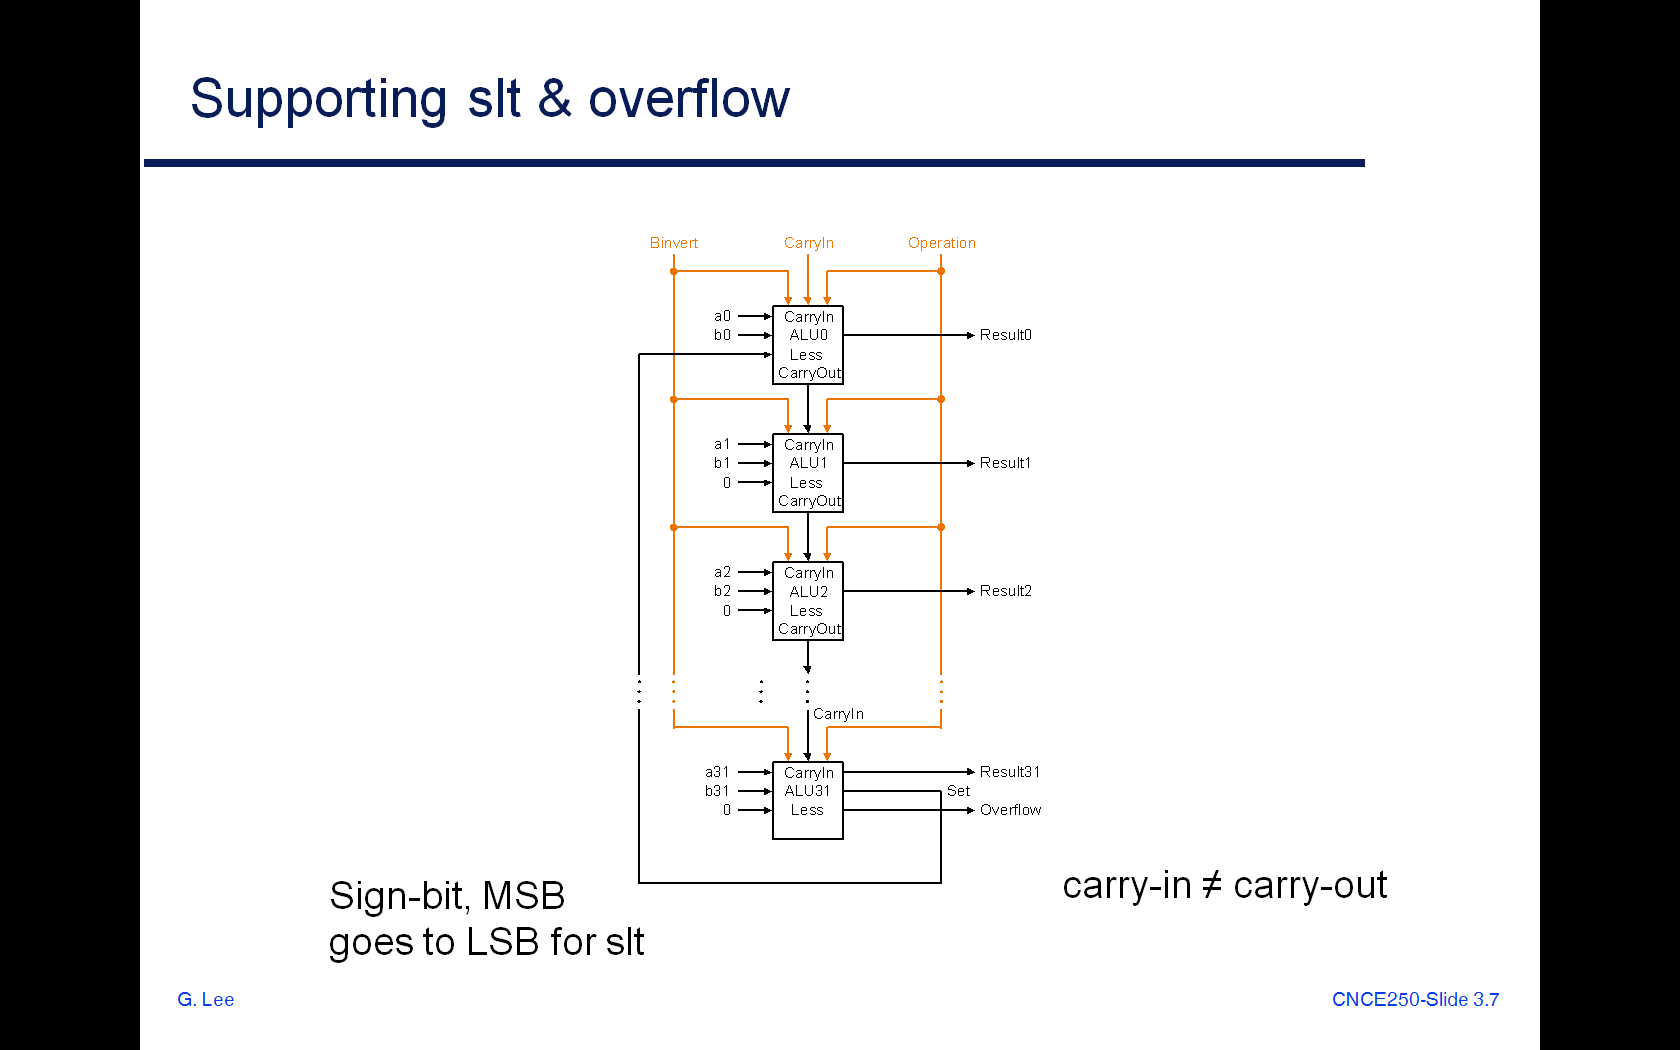 Supporting slt & overflow
Binvert CarryIn Operation
a0 CarryIn
b0 ALU0 Result0
Less
CarryOut
a1 CarryIn
b1 ALU1 Result1
0 Less
CarryOut
a2 CarryIn
b2 ALU2 Result2
0 Less
CarryOut
CarryIn
a31 CarryIn Result31
b31 ALU31 Set
0 Less Overflow
Sign-bit, MSB
goes to LSB for slt
carry-in ≠ carry-out
G. Lee
CNCE250-Slide 3.7